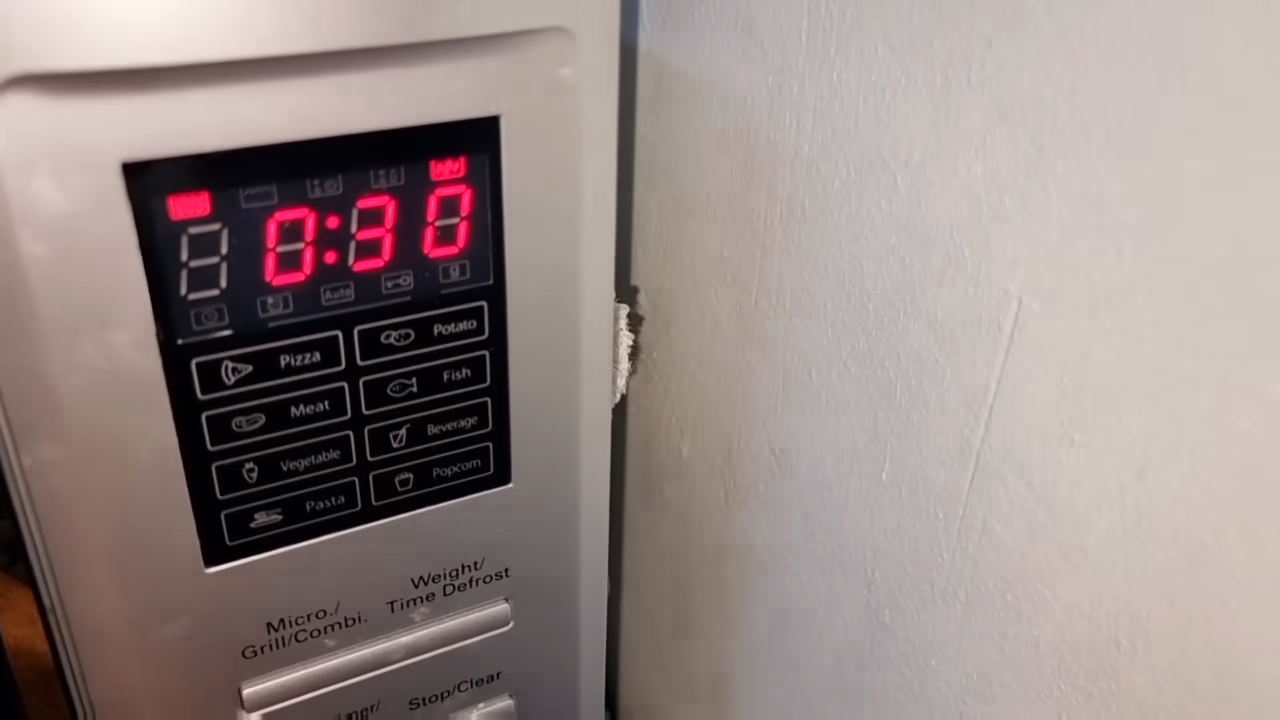 0:30
Auto
g
Pizza
Potato
Meat
Fish
Vegetable
Beverage
Pasta
Popcorn
Micro./
Grill/Combi.
Weight/
Time Defrost
Stop/Clear